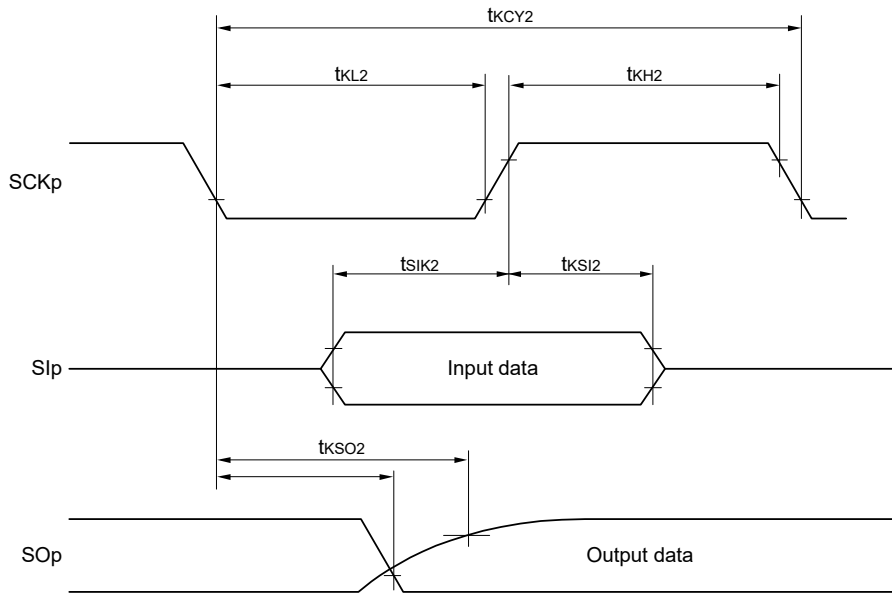 tKCY2
tKL2
tKH2
SCKp
tSIK2
tKSI2
SIp
Input data
tKSO2
SOp
Output data